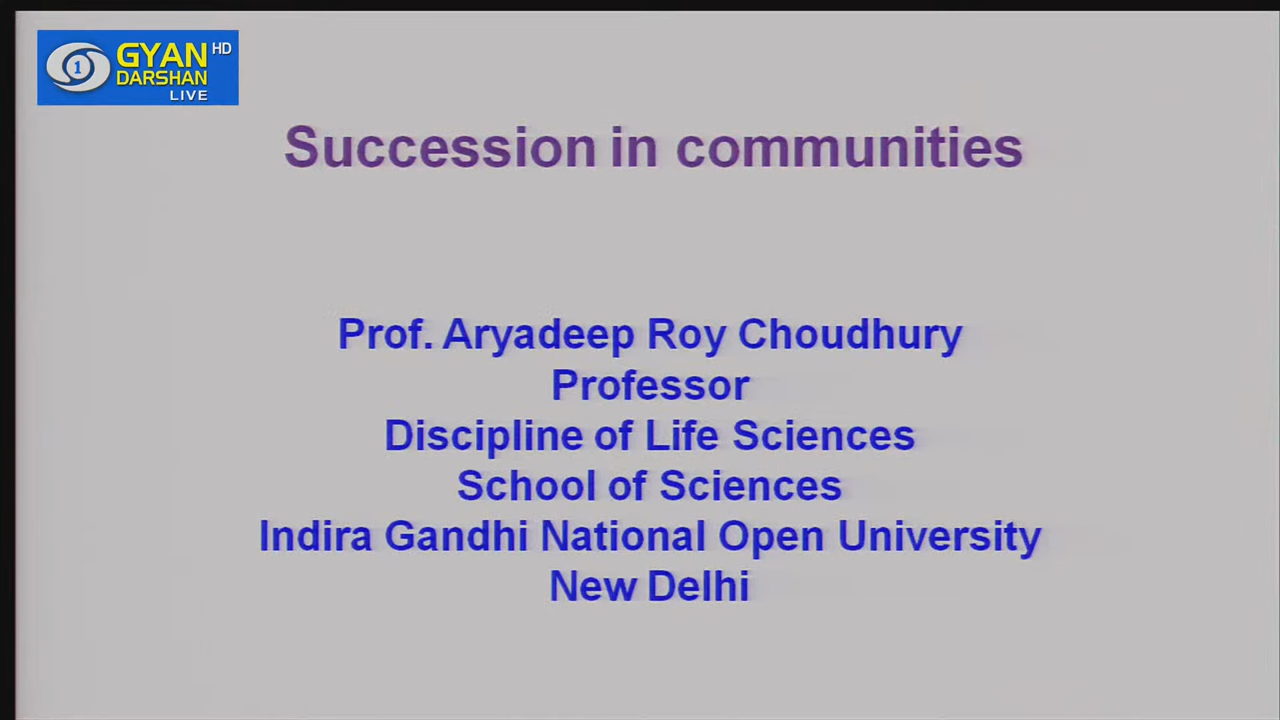 GYAN HD
1 DARSHAN
LIVE
Succession in communities
Prof. Aryadeep Roy Choudhury
Professor
Discipline of Life Sciences
School of Sciences
Indira Gandhi National Open University
New Delhi